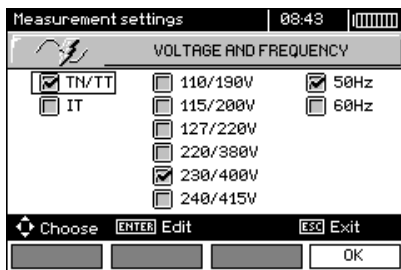 Measurement settings 08:43
VOLTAGE AND FREQUENCY
TN/TT 110/190V 50Hz
IT 115/200V 60Hz
127/220V
220/380V
230/400V
240/415V
Choose ENTER Edit ESC Exit
OK